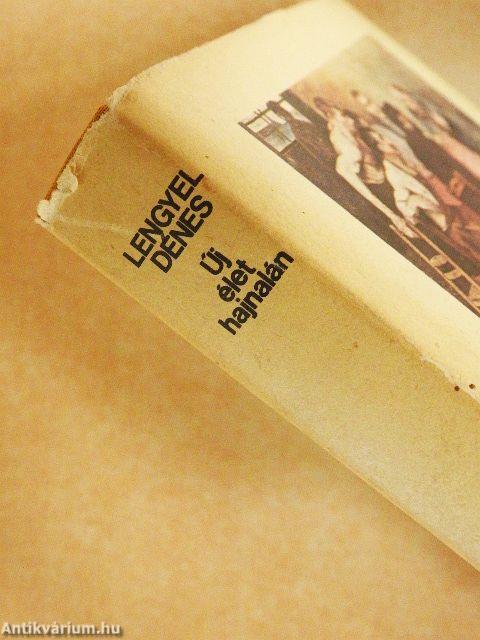 LENGYEL
DÉNES
Új
élet
hajnalán
Antikvárium.hu